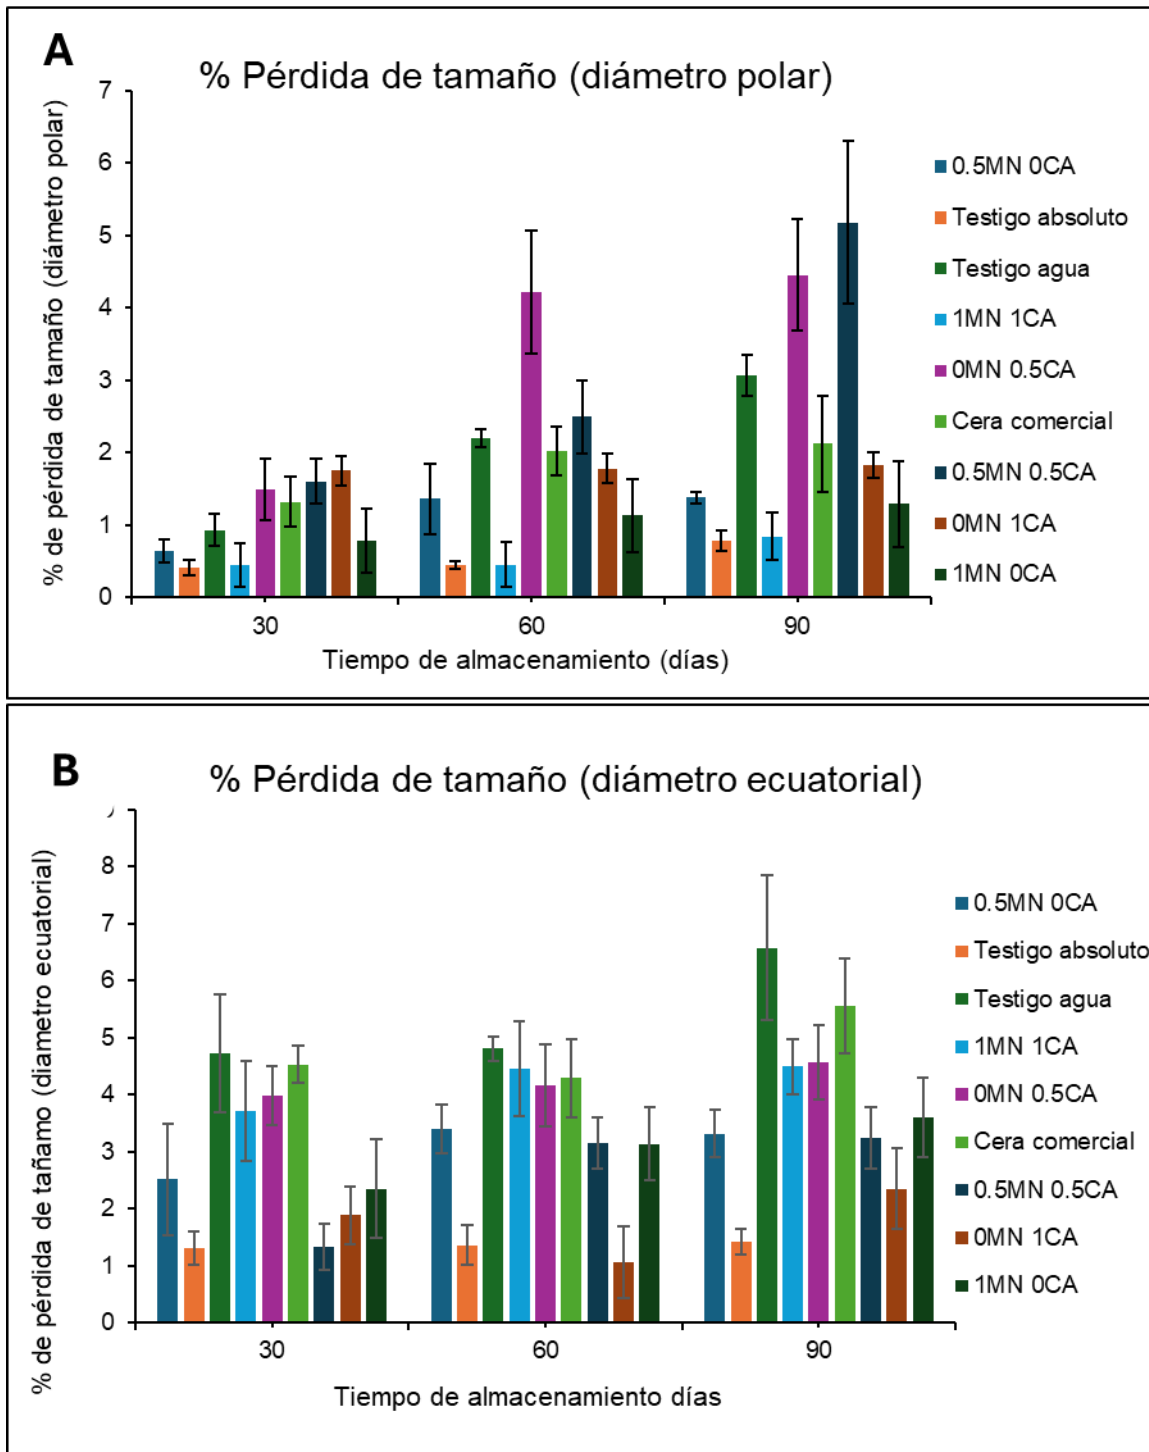 A
% Pérdida de tamaño (diámetro polar)
% de pérdida de tamaño (diámetro polar)
7
6
5
4
3
2
1
0
30 60 90
Tiempo de almacenamiento (días)
0.5MN 0CA
Testigo absoluto
Testigo agua
1MN 1CA
0MN 0.5CA
Cera comercial
0.5MN 0.5CA
0MN 1CA
1MN 0CA
B
% Pérdida de tamaño (diámetro ecuatorial)
% de pérdida de tañamo (diametro ecuatorial)
8
7
6
5
4
3
2
1
0
30 60 90
Tiempo de almacenamiento días
0.5MN 0CA
Testigo absoluto
Testigo agua
1MN 1CA
0MN 0.5CA
Cera comercial
0.5MN 0.5CA
0MN 1CA
1MN 0CA